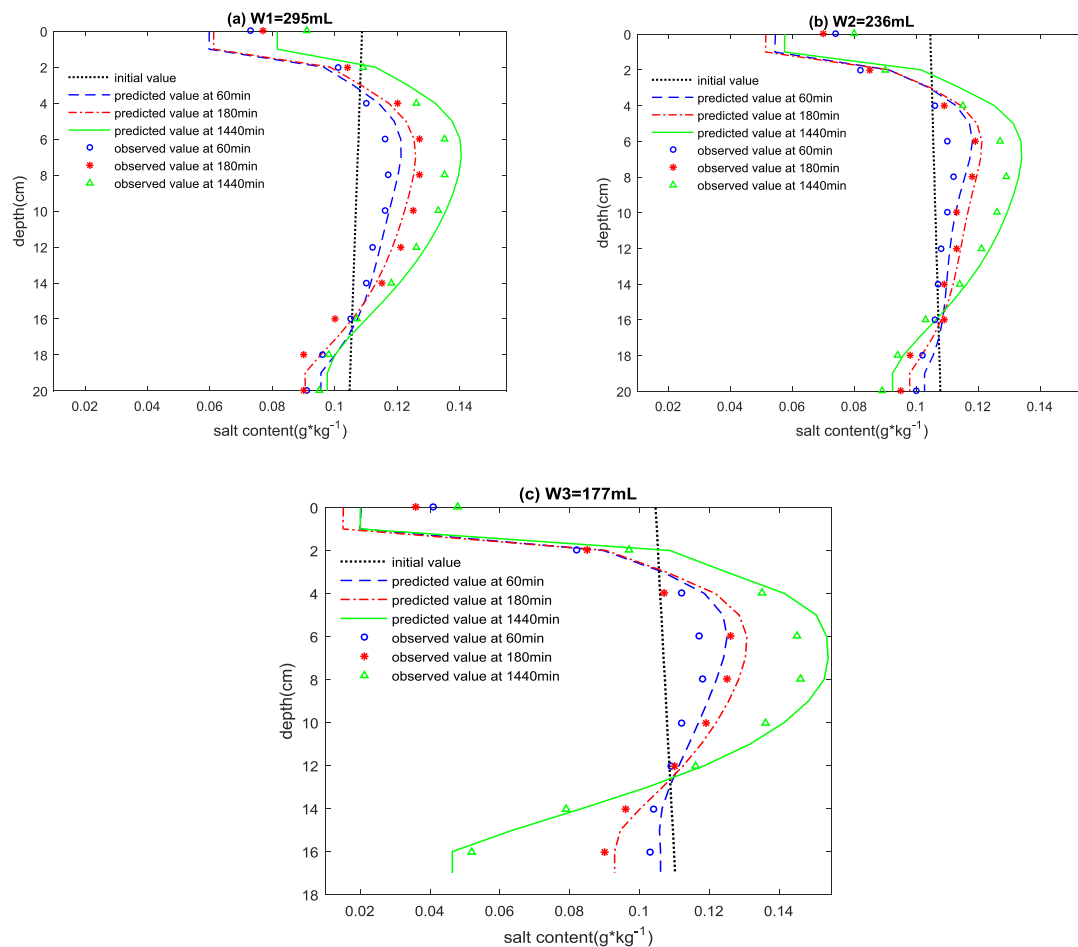 (a) W1=295mL
0
2
4
6
8
10
12
14
16
18
20
depth(cm)
initial value
predicted value at 60min
predicted value at 180min
predicted value at 1440min
observed value at 60min
observed value at 180min
observed value at 1440min
0.02 0.04 0.06 0.08 0.1 0.12 0.14
salt content(g*kg⁻¹)
(b) W2=236mL
0
2
4
6
8
10
12
14
16
18
20
depth(cm)
initial value
predicted value at 60min
predicted value at 180min
predicted value at 1440min
observed value at 60min
observed value at 180min
observed value at 1440min
0.02 0.04 0.06 0.08 0.1 0.12 0.14
salt content(g*kg⁻¹)
(c) W3=177mL
0
2
4
6
8
10
12
14
16
18
depth(cm)
initial value
predicted value at 60min
predicted value at 180min
predicted value at 1440min
observed value at 60min
observed value at 180min
observed value at 1440min
0.02 0.04 0.06 0.08 0.1 0.12 0.14
salt content(g*kg⁻¹)